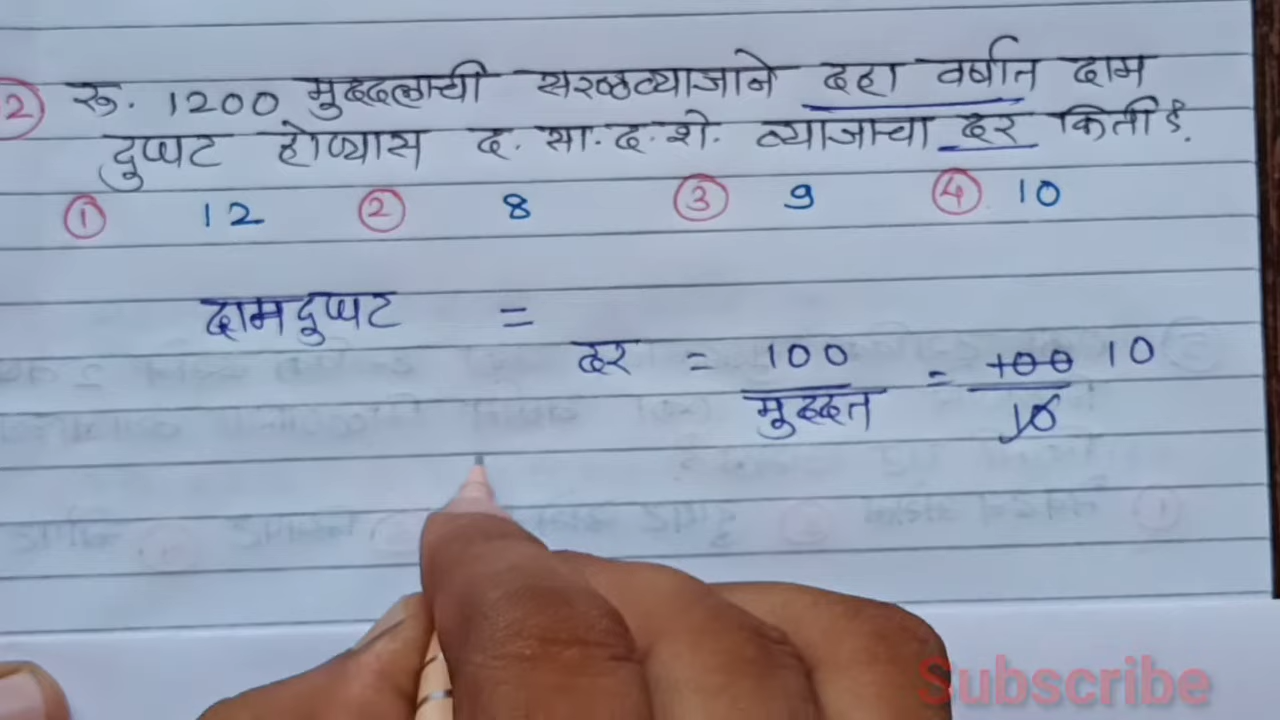 2 रु. 1200 मुद्दलाची सरळव्याजाने दहा वर्षात दाम
दुप्पट होण्यास द. सा. द. शे. व्याजाचा दर किती?
1 12 2 8 3 9 4 10
दामदुप्पट =
दर = 100 / मुद्दत = 100 / 10 10
Subscribe